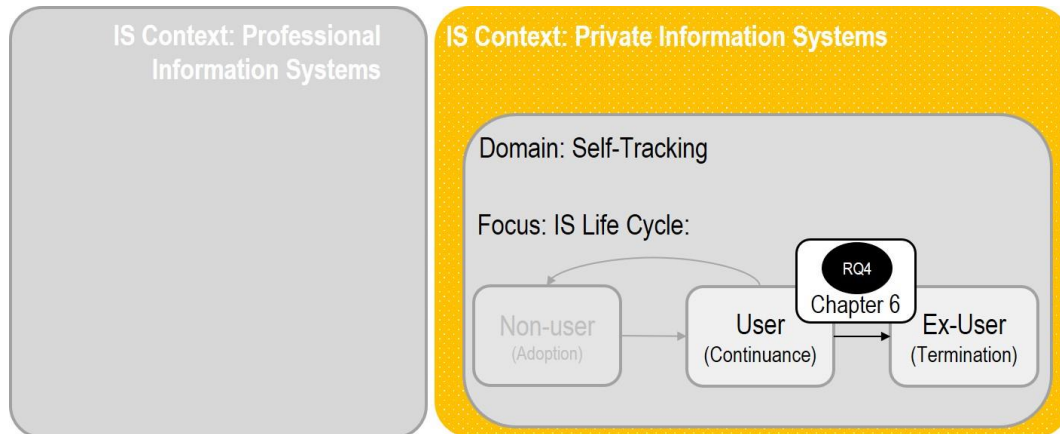 IS Context: Professional
Information Systems
IS Context: Private Information Systems
Domain: Self-Tracking
Focus: IS Life Cycle:
RQ4
Chapter 6
Non-user
(Adoption)
User
(Continuance)
Ex-User
(Termination)